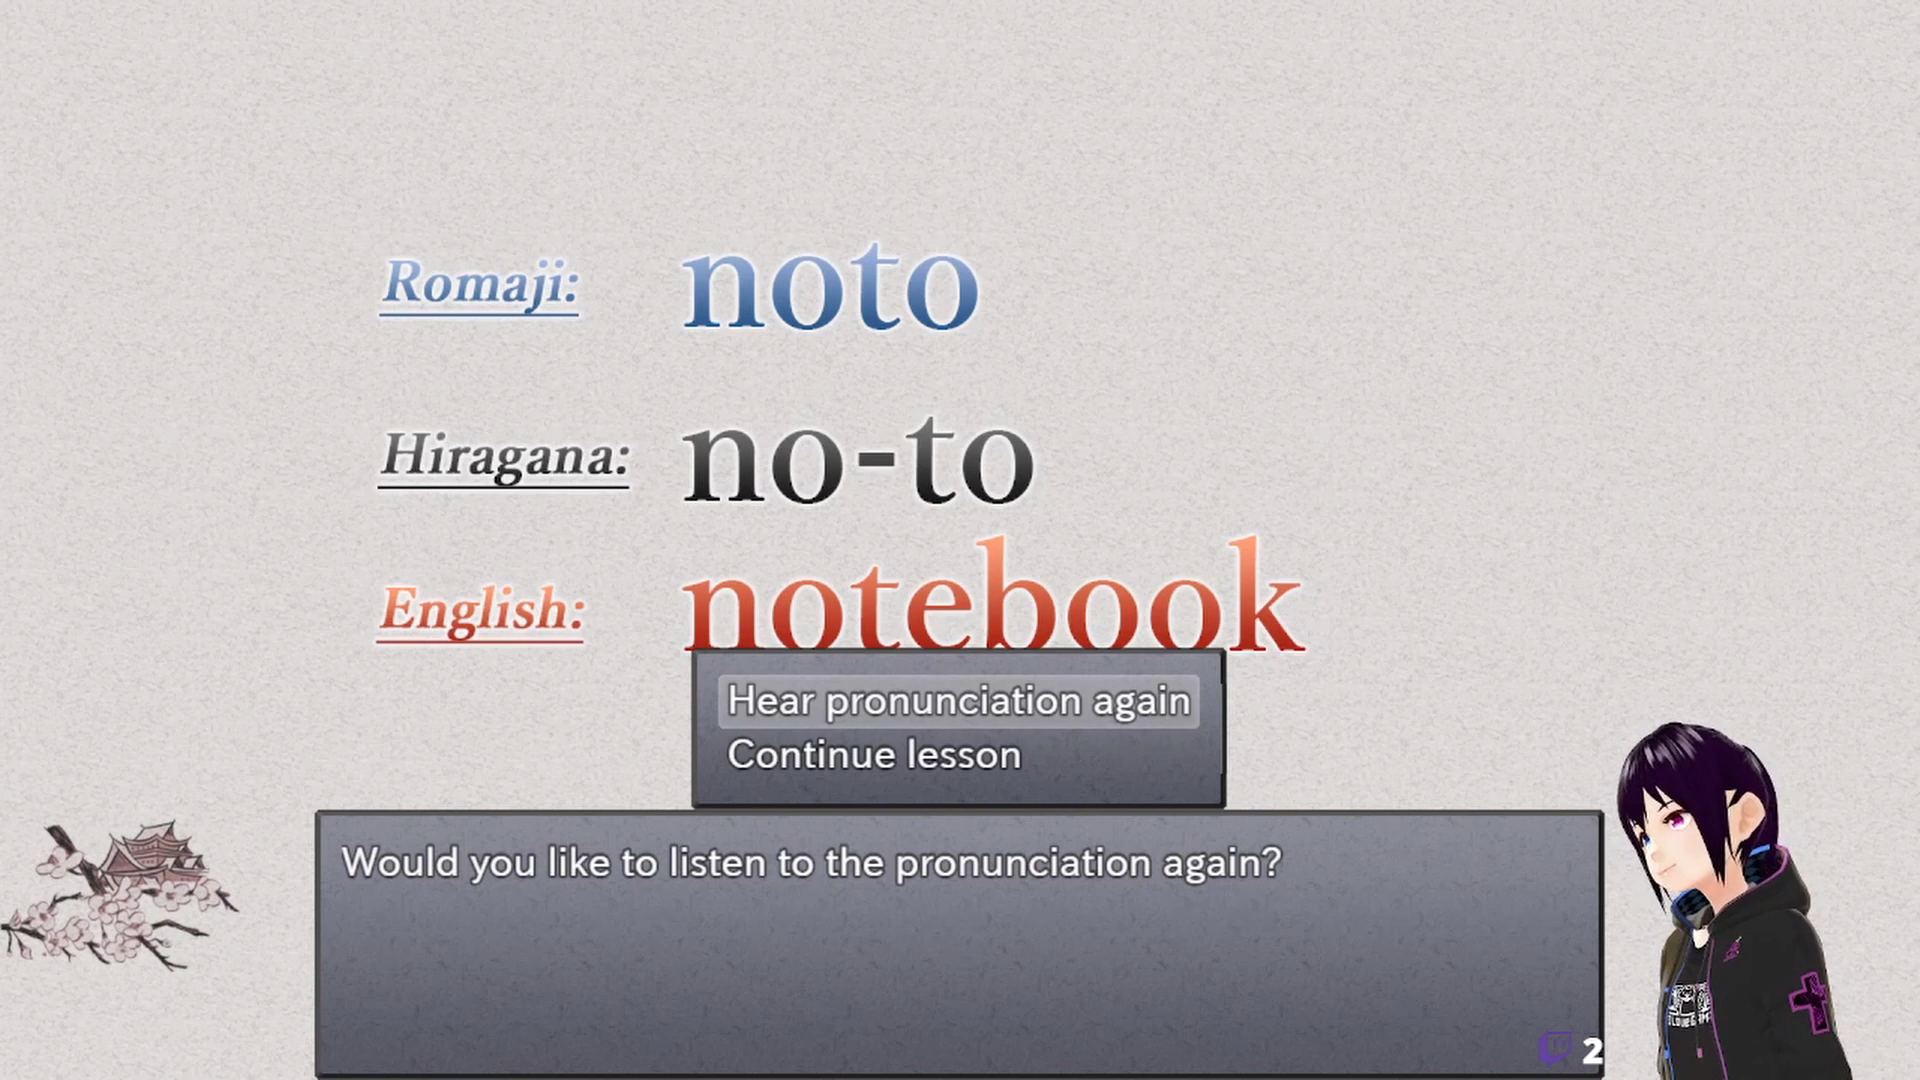 Romaji: noto
Hiragana: no-to
English: notebook
Hear pronunciation again
Continue lesson
Would you like to listen to the pronunciation again?
2